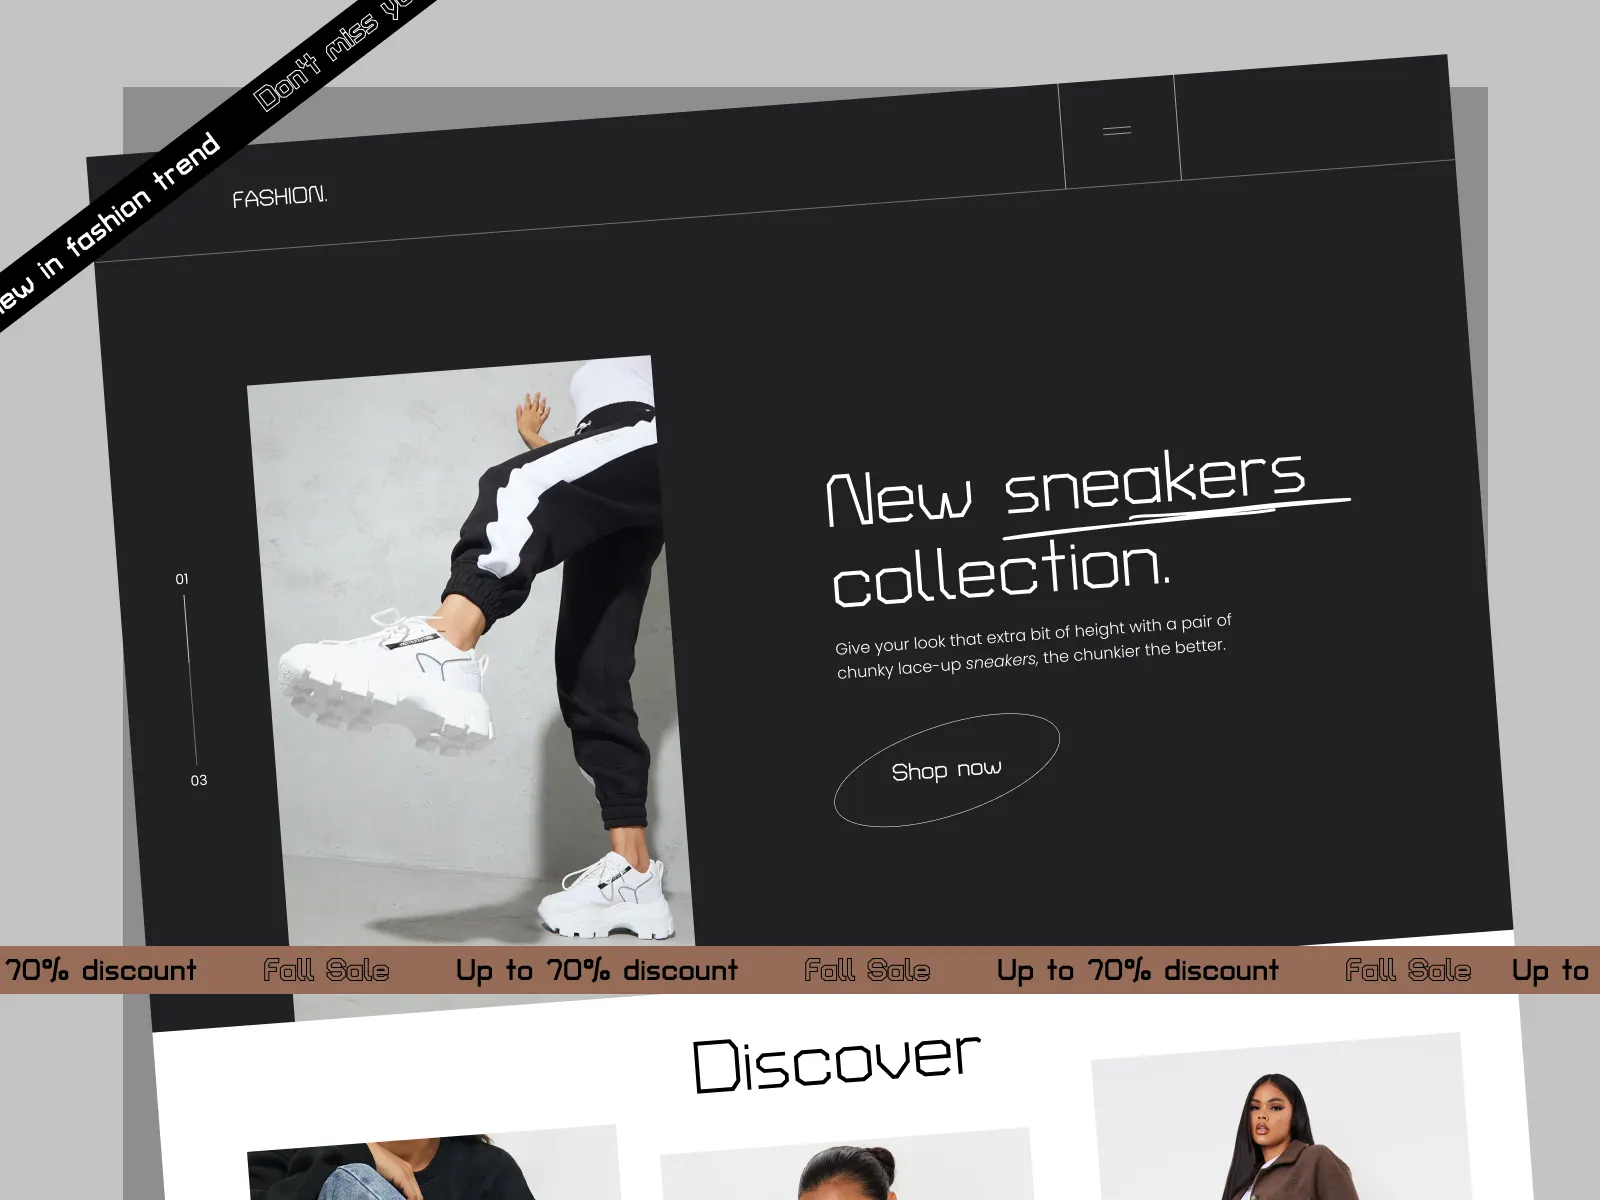 Don't miss
ew in fashion trend
FASHION.
New sneakers
collection.
Give your look that extra bit of height with a pair of
chunky lace-up sneakers, the chunkier the better.
01
03
Shop now
70% discount Fall Sale Up to 70% discount Fall Sale Up to 70% discount Fall Sale Up to
Discover